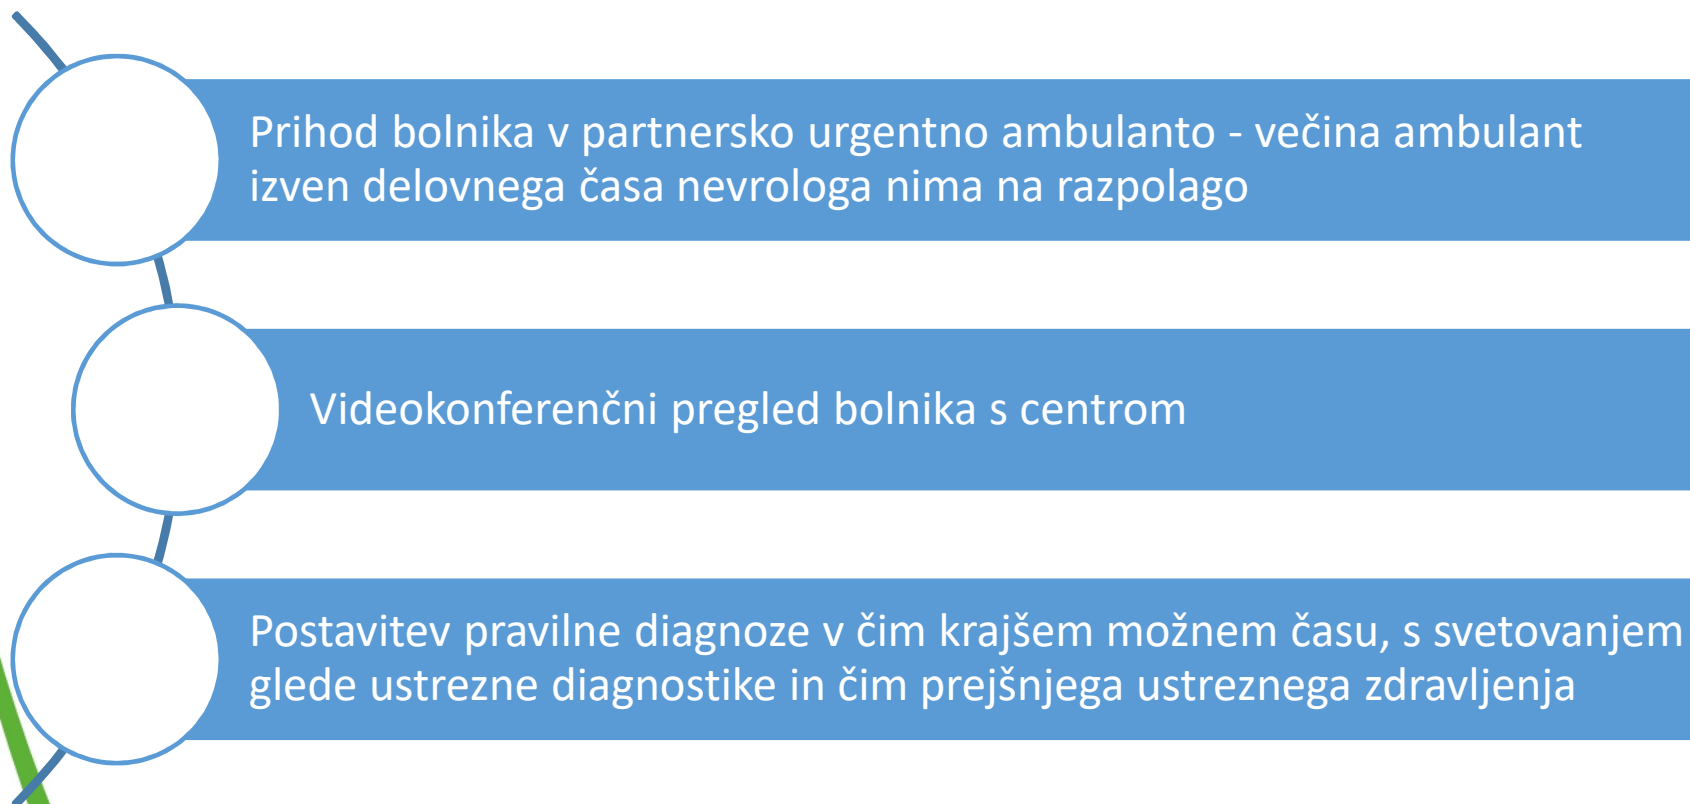 Prihod bolnika v partnersko urgentno ambulanto - večina ambulant
izven delovnega časa nevrologa nima na razpolago
Videokonferenčni pregled bolnika s centrom
Postavitev pravilne diagnoze v čim krajšem možnem času, s svetovanjem
glede ustrezne diagnostike in čim prejšnjega ustreznega zdravljenja